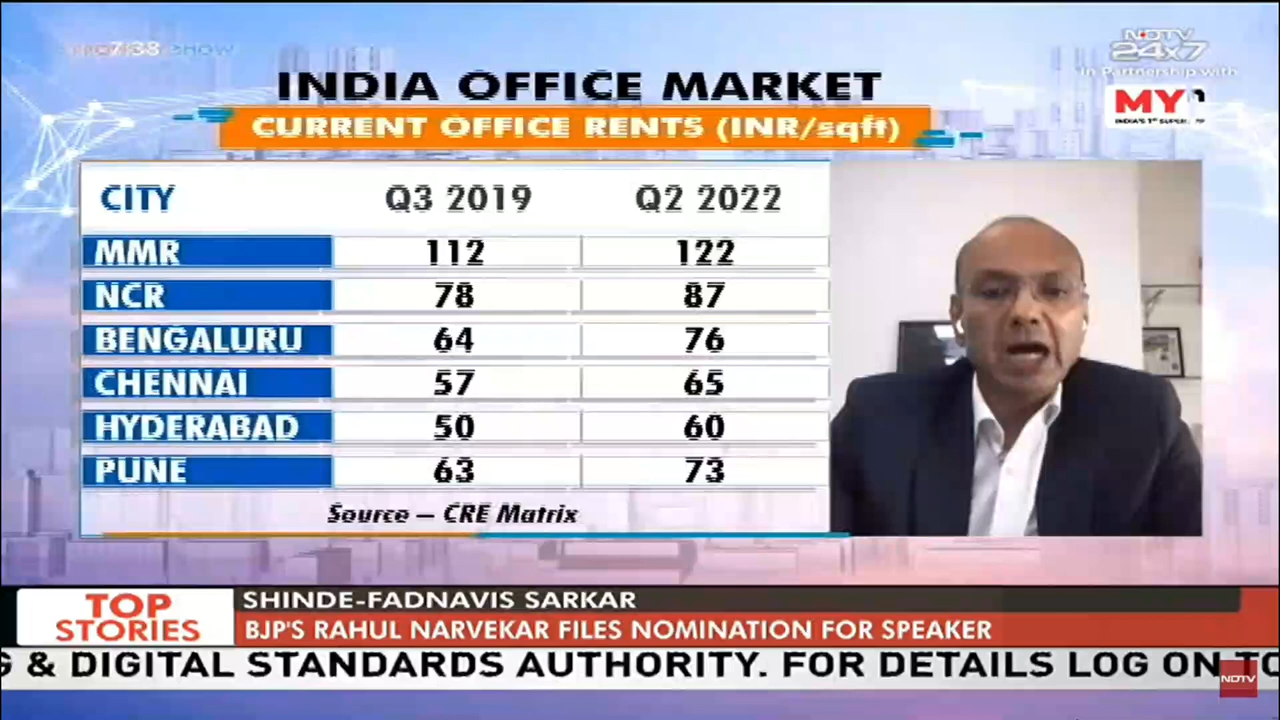 7:38
NDTV
24x7
In Partnership with
INDIA OFFICE MARKET
CURRENT OFFICE RENTS (INR/sqft)
CITY Q3 2019 Q2 2022
MMR 112 122
NCR 78 87
BENGALURU 64 76
CHENNAI 57 65
HYDERABAD 50 60
PUNE 63 73
Source – CRE Matrix
TOP
STORIES
SHINDE-FADNAVIS SARKAR
BJP'S RAHUL NARVEKAR FILES NOMINATION FOR SPEAKER
& DIGITAL STANDARDS AUTHORITY. FOR DETAILS LOG ON TO
NDTV